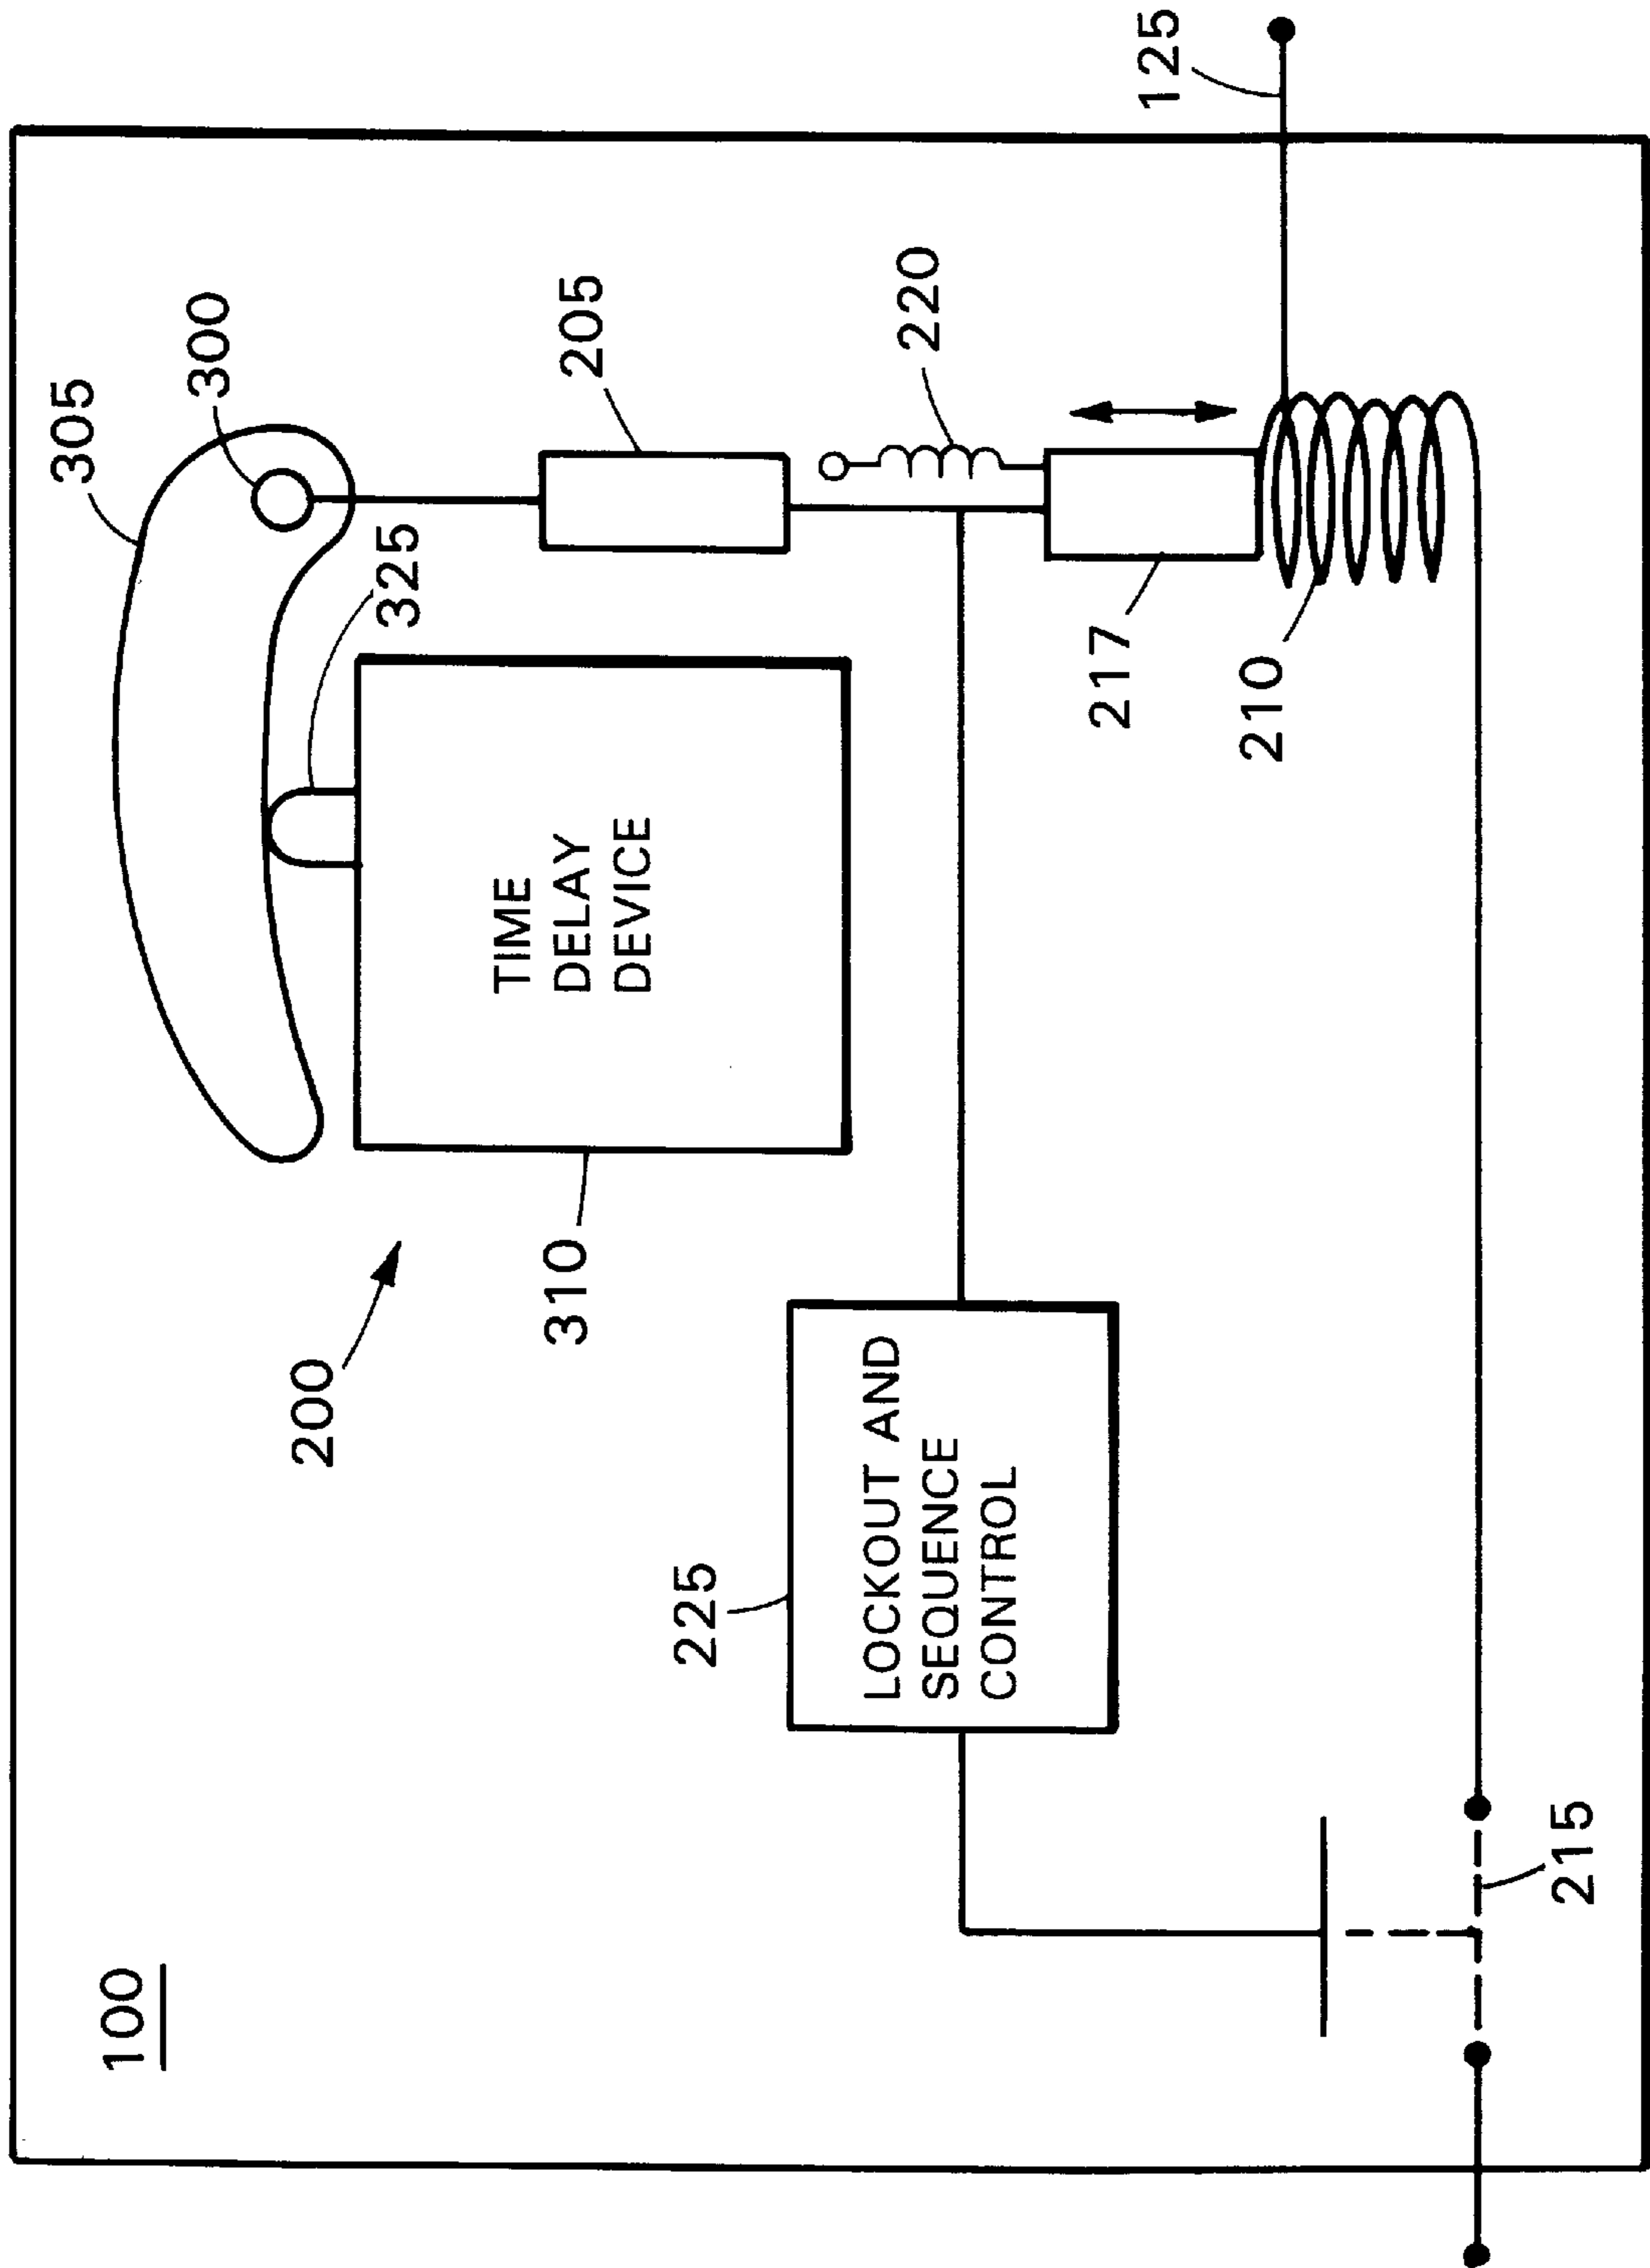 100
305
300
325
205
220
125
200
310
TIME
DELAY
DEVICE
225
LOCKOUT AND
SEQUENCE
CONTROL
217
210
215